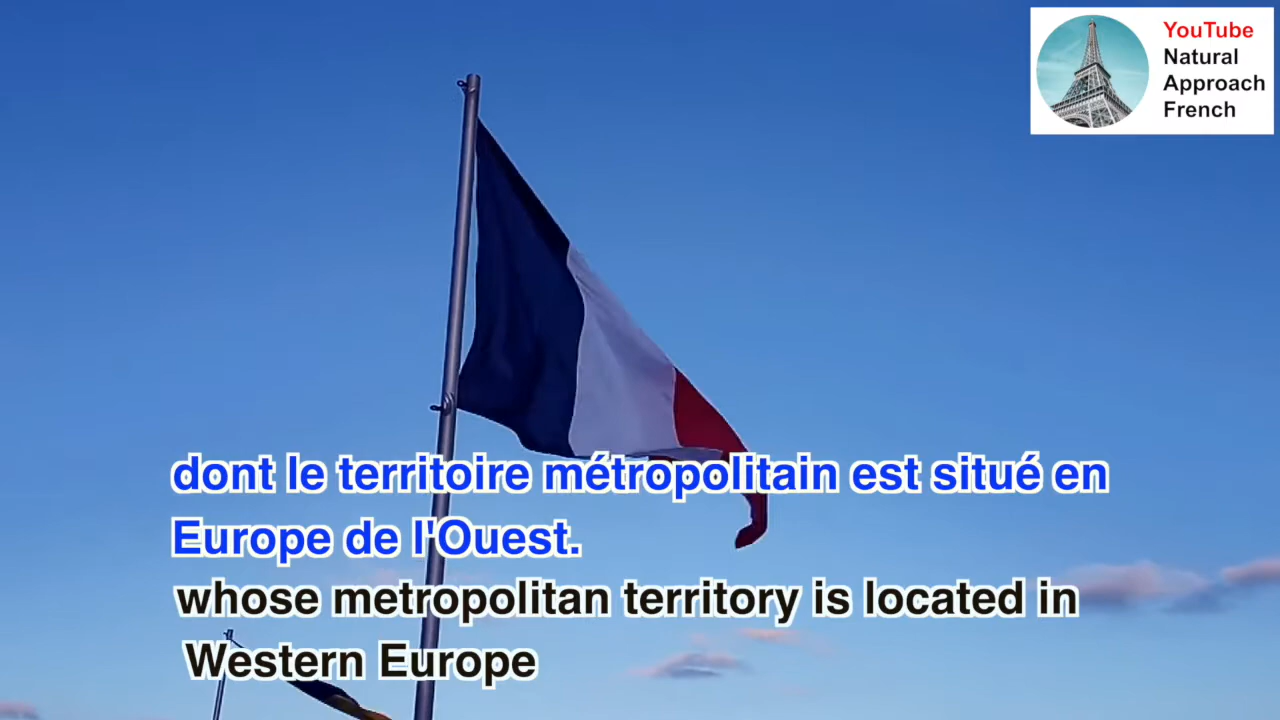 YouTube
Natural
Approach
French
dont le territoire métropolitain est situé en
Europe de l'Ouest.
whose metropolitan territory is located in
Western Europe